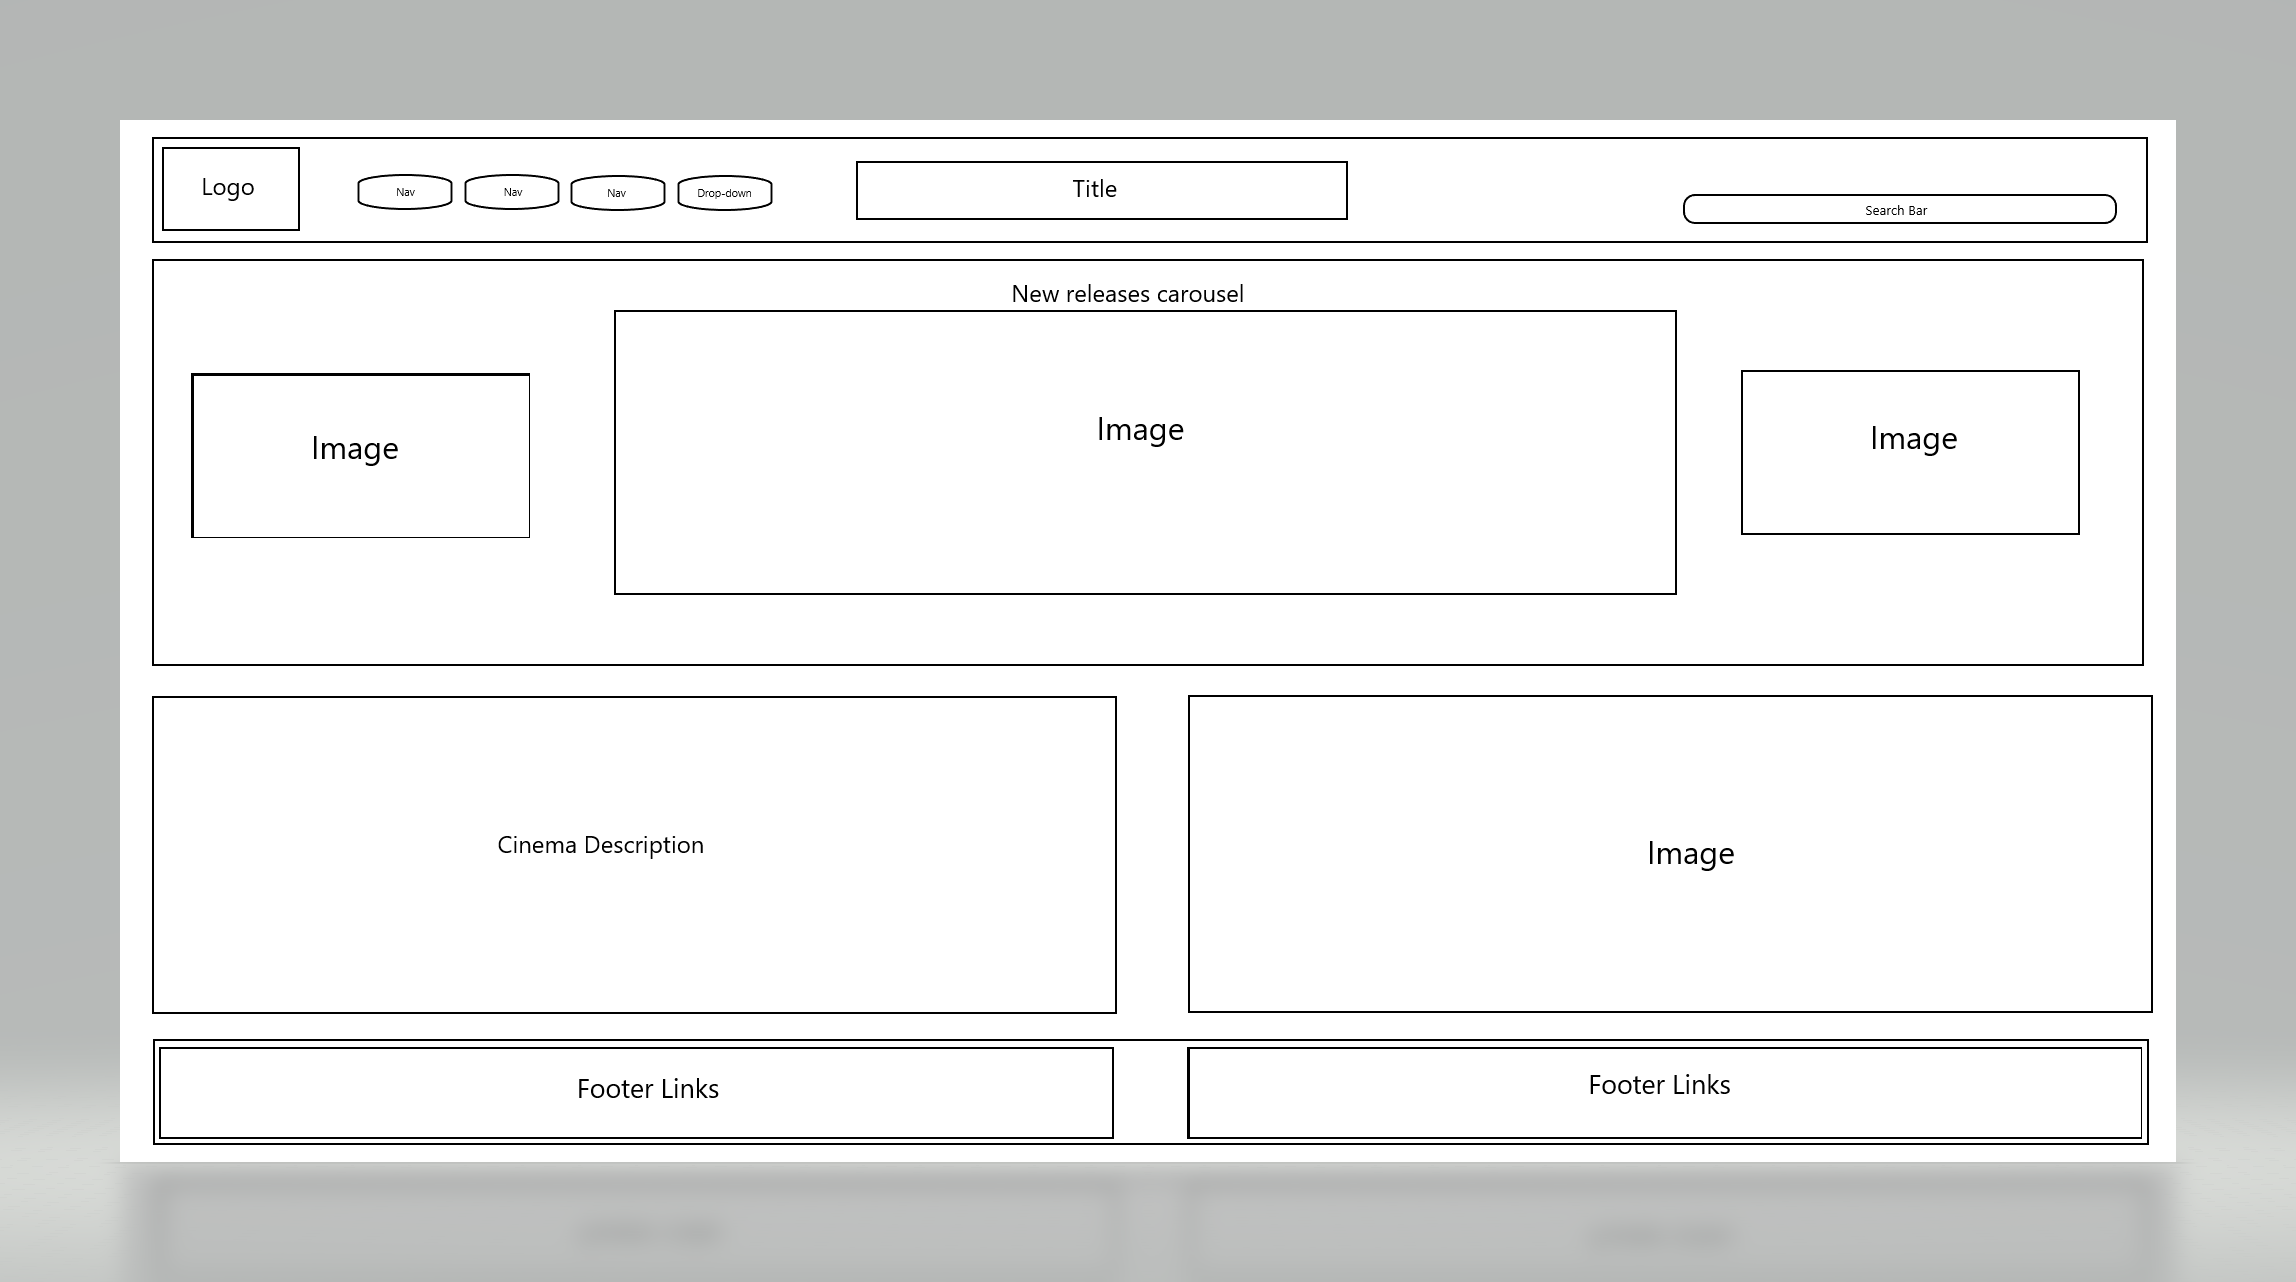 Logo
Nav
Nav
Nav
Drop-down
Title
Search Bar
New releases carousel
Image
Image
Image
Cinema Description
Image
Footer Links
Footer Links